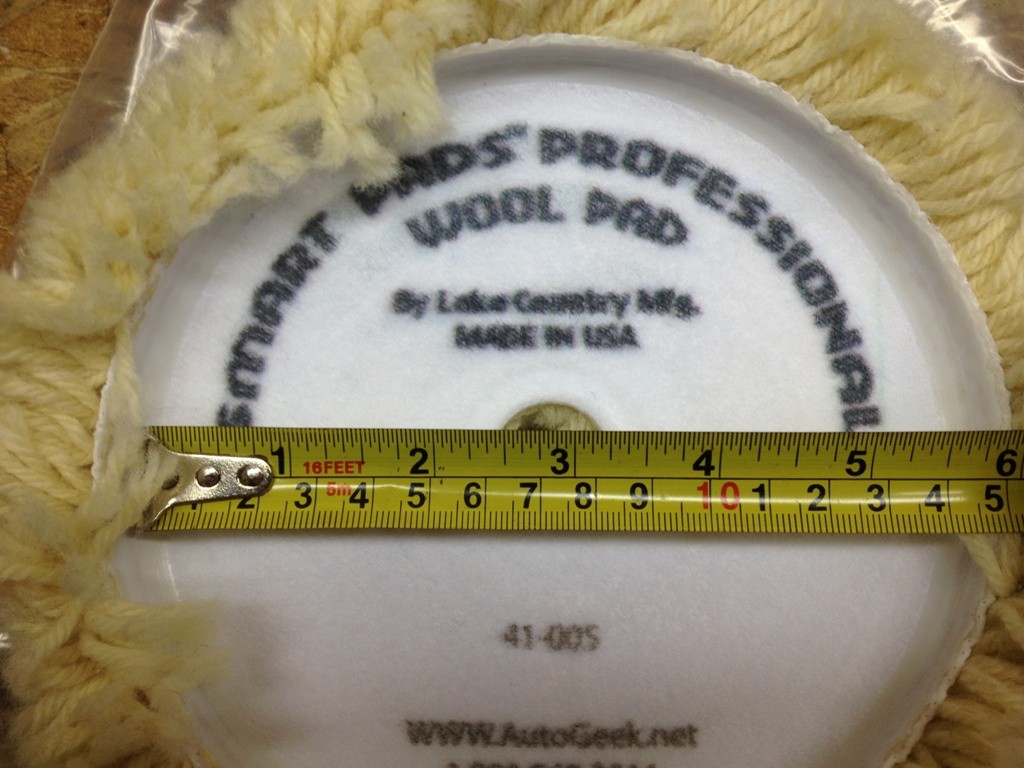 SMART PADS PROFESSIONAL
WOOL PAD
By Lake Country Mfg.
MADE IN USA
1 16FEET 2 3 4 5 6
1 2 3 5m 4 5 6 7 8 9 10 1 2 3 4 5
41-005
WWW.AutoGeek.net